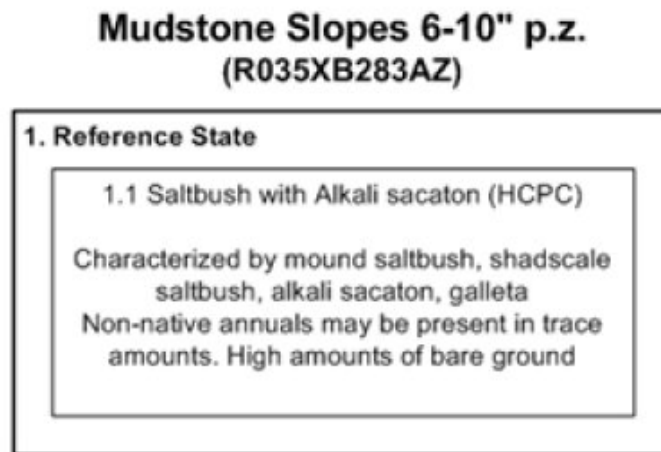 Mudstone Slopes 6-10" p.z.
(R035XB283AZ)
1. Reference State
1.1 Saltbush with Alkali sacaton (HCPC)
Characterized by mound saltbush, shadscale
saltbush, alkali sacaton, galleta
Non-native annuals may be present in trace
amounts. High amounts of bare ground